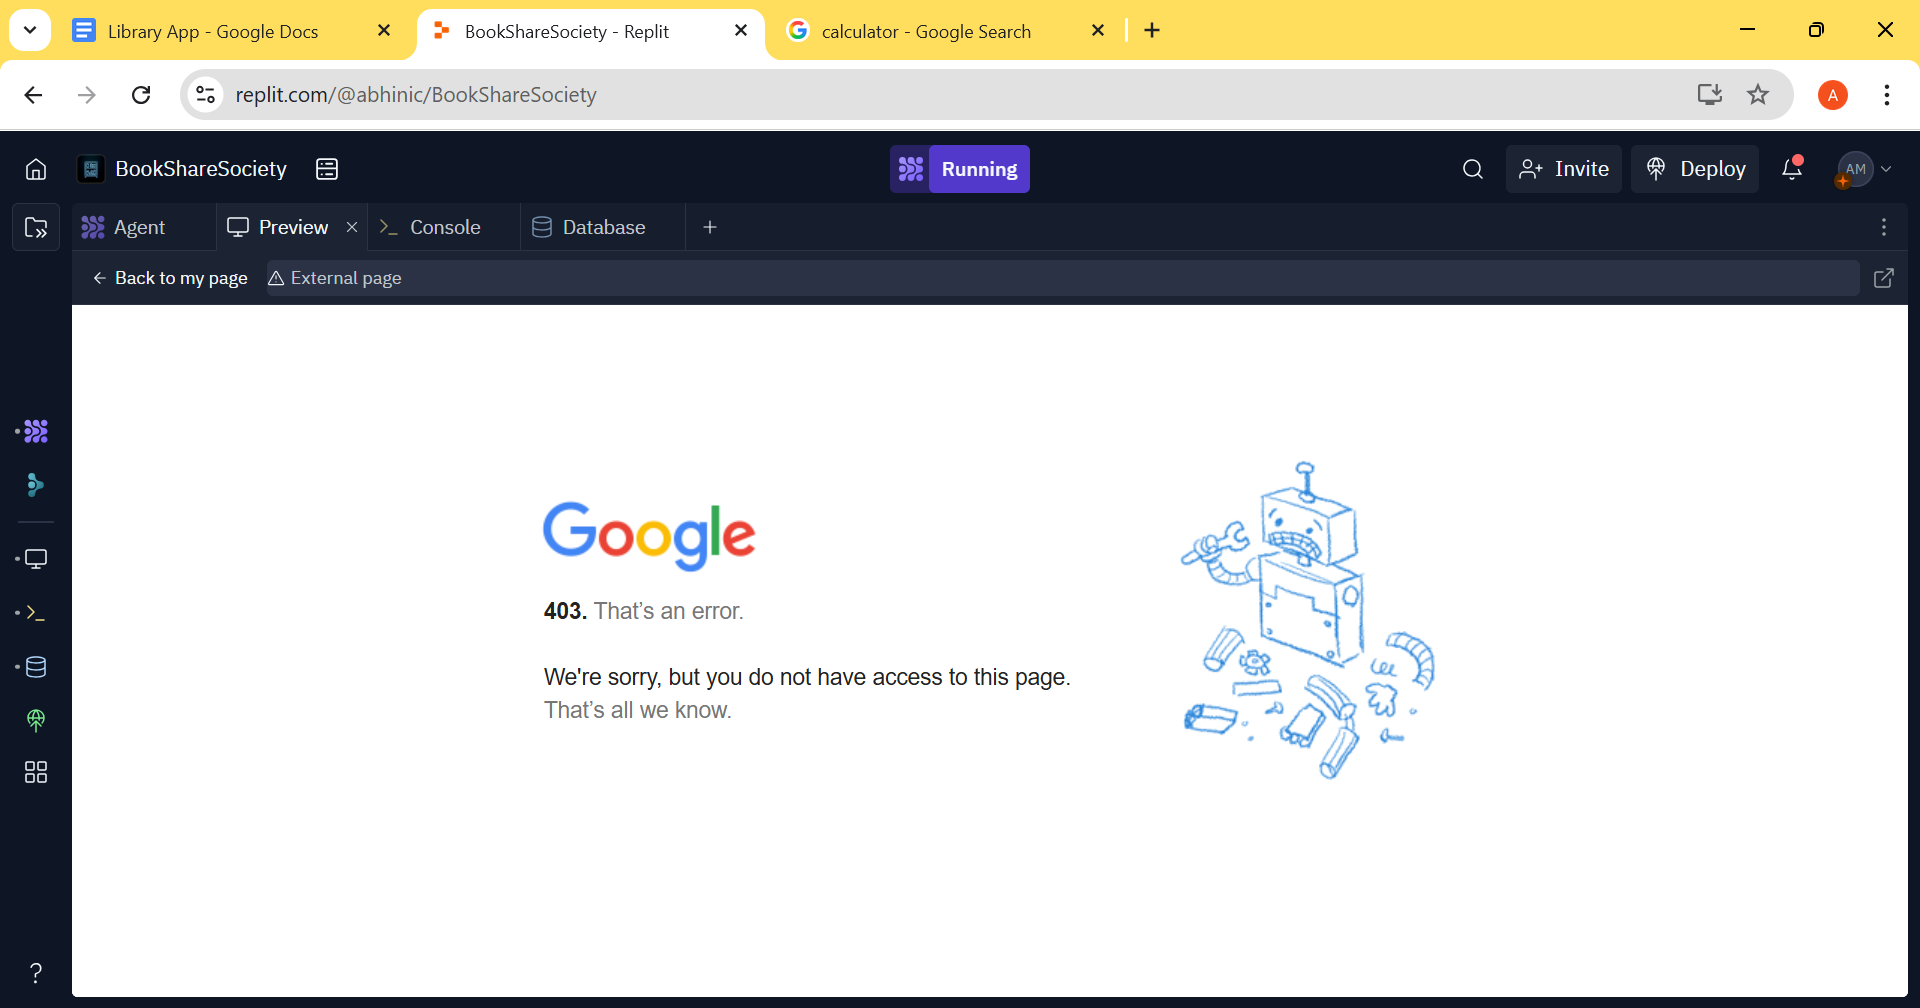 Library App - Google Docs
BookShareSociety - Replit
calculator - Google Search
replit.com/@abhinic/BookShareSociety
A
BookShareSociety
Running
Invite
Deploy
AM
Agent
Preview
Console
Database
Back to my page
External page
Google
403. That’s an error.
We're sorry, but you do not have access to this page.
That’s all we know.
?